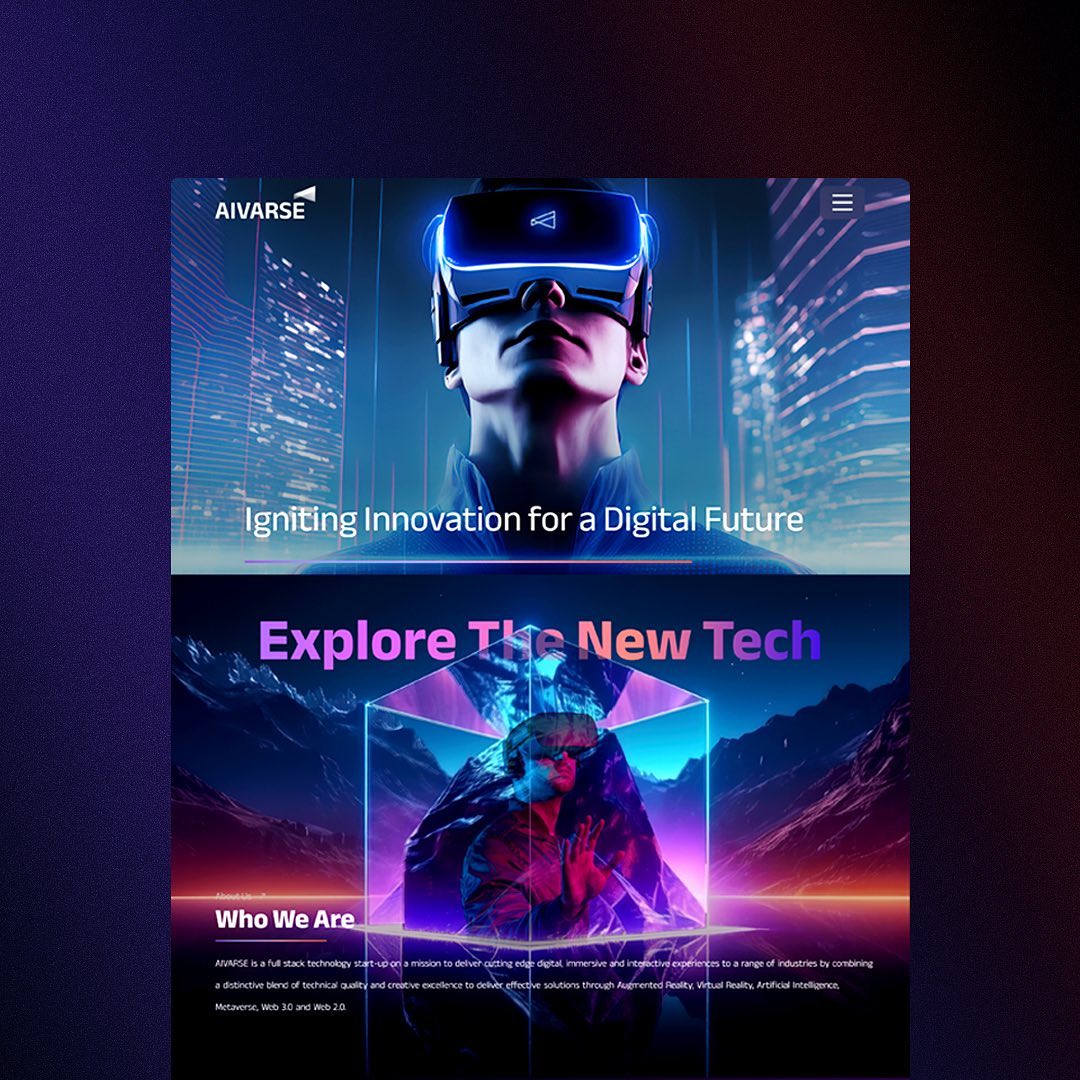 AIVARSE
Igniting Innovation for a Digital Future
Explore The New Tech
About Us
Who We Are
AIVARSE is a full stack technology start-up on a mission to deliver cutting edge digital, immersive and interactive experiences to a range of industries by combining
a distinctive blend of technical quality and creative excellence to deliver effective solutions through Augmented Reality, Virtual Reality, Artificial Intelligence,
Metaverse, Web 3.0 and Web 2.0.